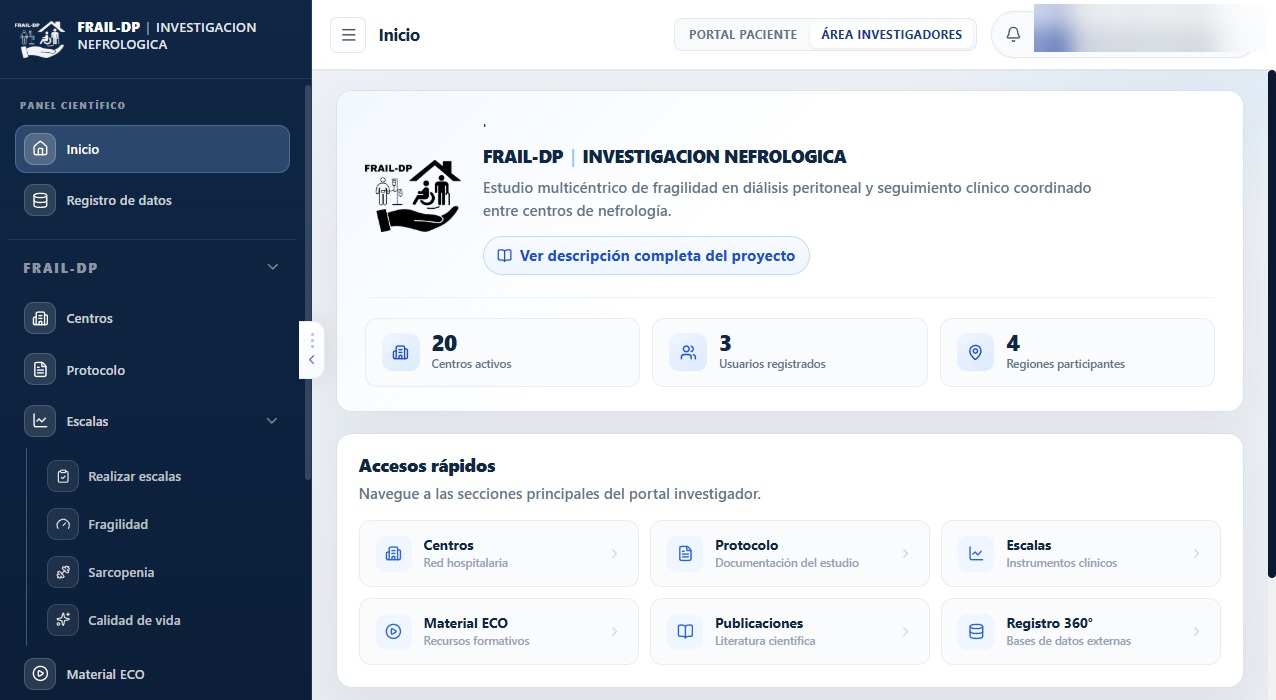 FRAIL-DP
FRAIL-DP | INVESTIGACION
NEFROLOGICA
PANEL CIENTÍFICO
Inicio
Registro de datos
FRAIL-DP
Centros
Protocolo
Escalas
Realizar escalas
Fragilidad
Sarcopenia
Calidad de vida
Material ECO
Inicio
PORTAL PACIENTE
ÁREA INVESTIGADORES
FRAIL-DP
FRAIL-DP | INVESTIGACION NEFROLOGICA
Estudio multicéntrico de fragilidad en diálisis peritoneal y seguimiento clínico coordinado
entre centros de nefrología.
Ver descripción completa del proyecto
20
Centros activos
3
Usuarios registrados
4
Regiones participantes
Accesos rápidos
Navegue a las secciones principales del portal investigador.
Centros
Red hospitalaria
Protocolo
Documentación del estudio
Escalas
Instrumentos clínicos
Material ECO
Recursos formativos
Publicaciones
Literatura científica
Registro 360°
Bases de datos externas